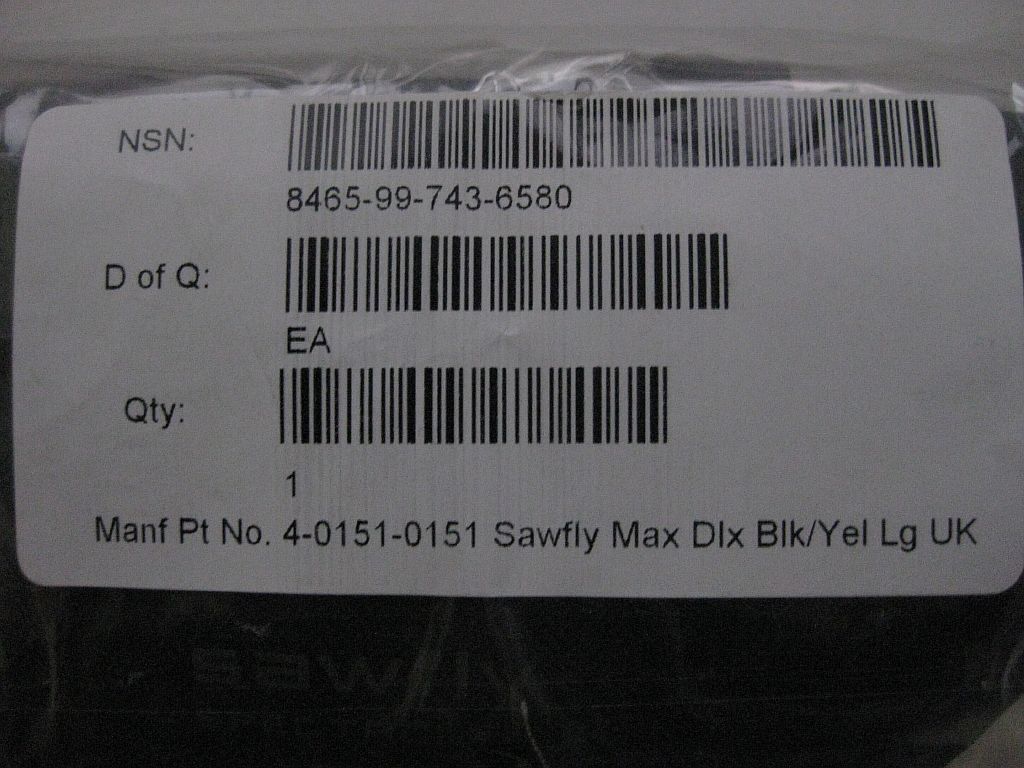 NSN:
8465-99-743-6580
D of Q:
EA
Qty:
1
Manf Pt No. 4-0151-0151 Sawfly Max Dlx Blk/Yel Lg UK
sawfly